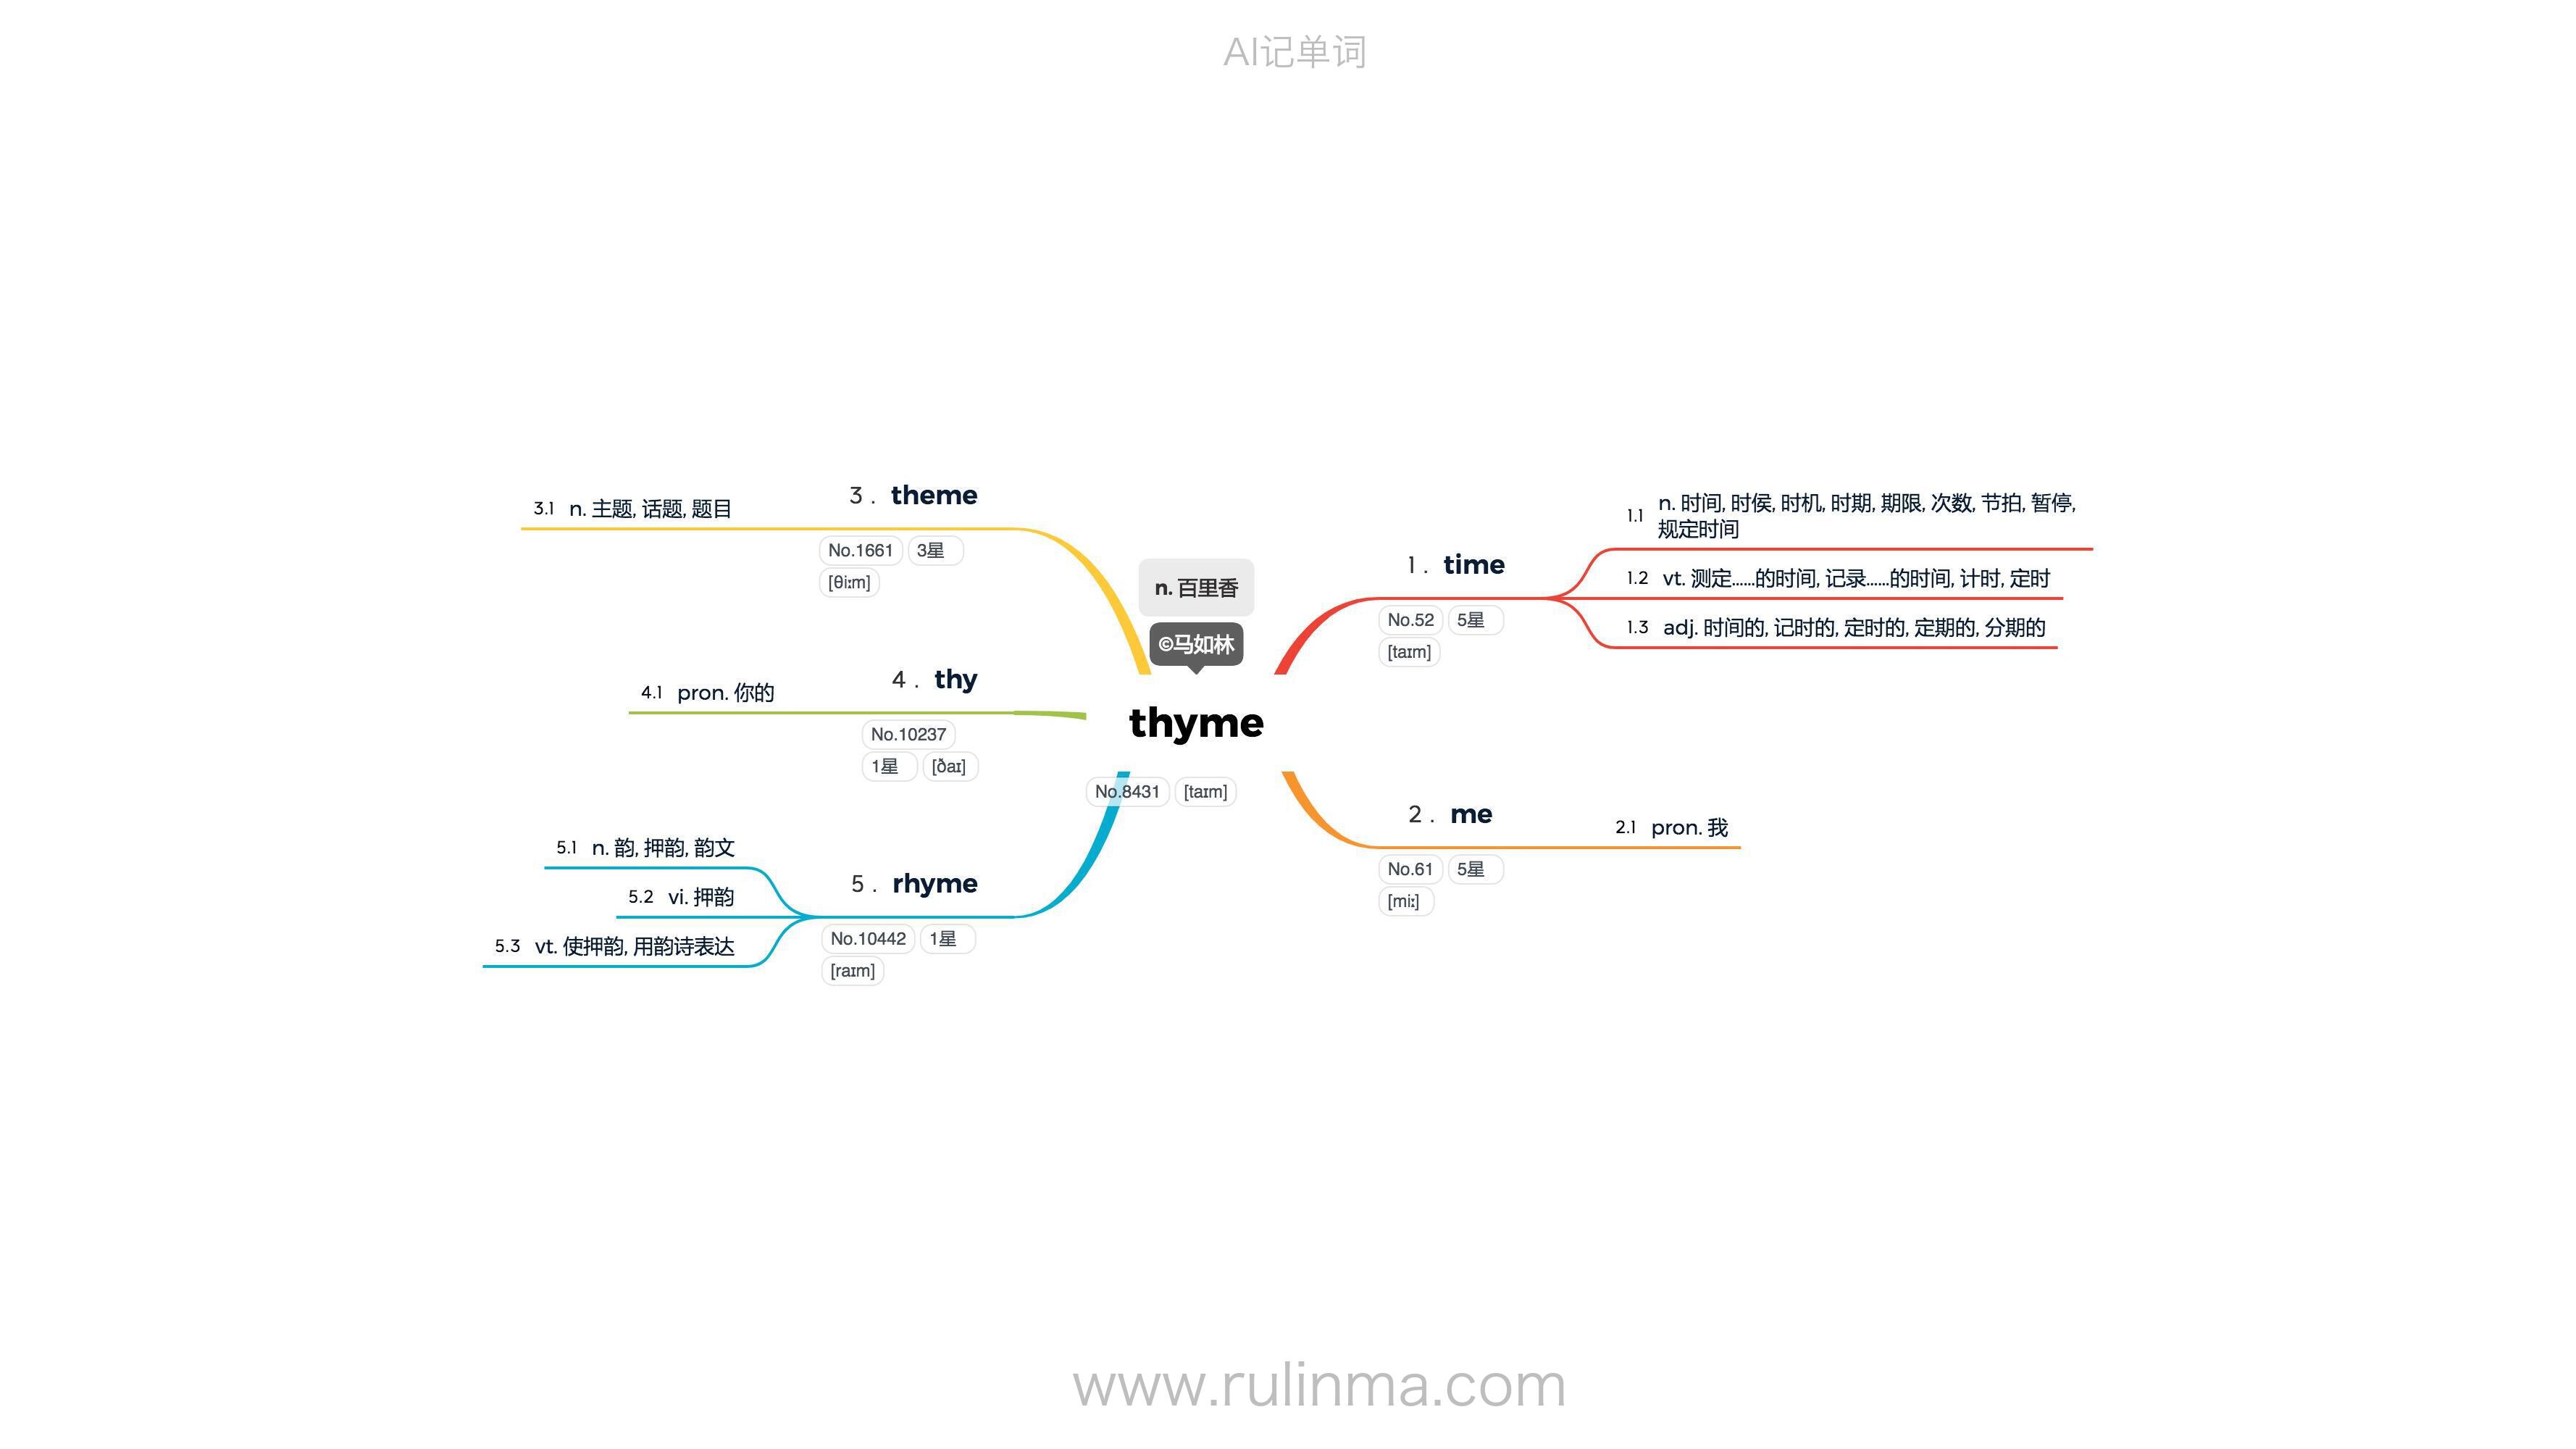 AI记单词
n. 百里香
©马如林
thyme
No.8431 [taɪm]
1. time
No.52 5星
[taɪm]
1.1 n. 时间, 时侯, 时机, 时期, 期限, 次数, 节拍, 暂停,
规定时间
1.2 vt. 测定……的时间, 记录……的时间, 计时, 定时
1.3 adj. 时间的, 记时的, 定时的, 定期的, 分期的
2. me
No.61 5星
[miː]
2.1 pron. 我
3. theme
No.1661 3星
[θiːm]
3.1 n. 主题, 话题, 题目
4. thy
No.10237
1星 [ðaɪ]
4.1 pron. 你的
5. rhyme
No.10442 1星
[raɪm]
5.1 n. 韵, 押韵, 韵文
5.2 vi. 押韵
5.3 vt. 使押韵, 用韵诗表达
www.rulinma.com